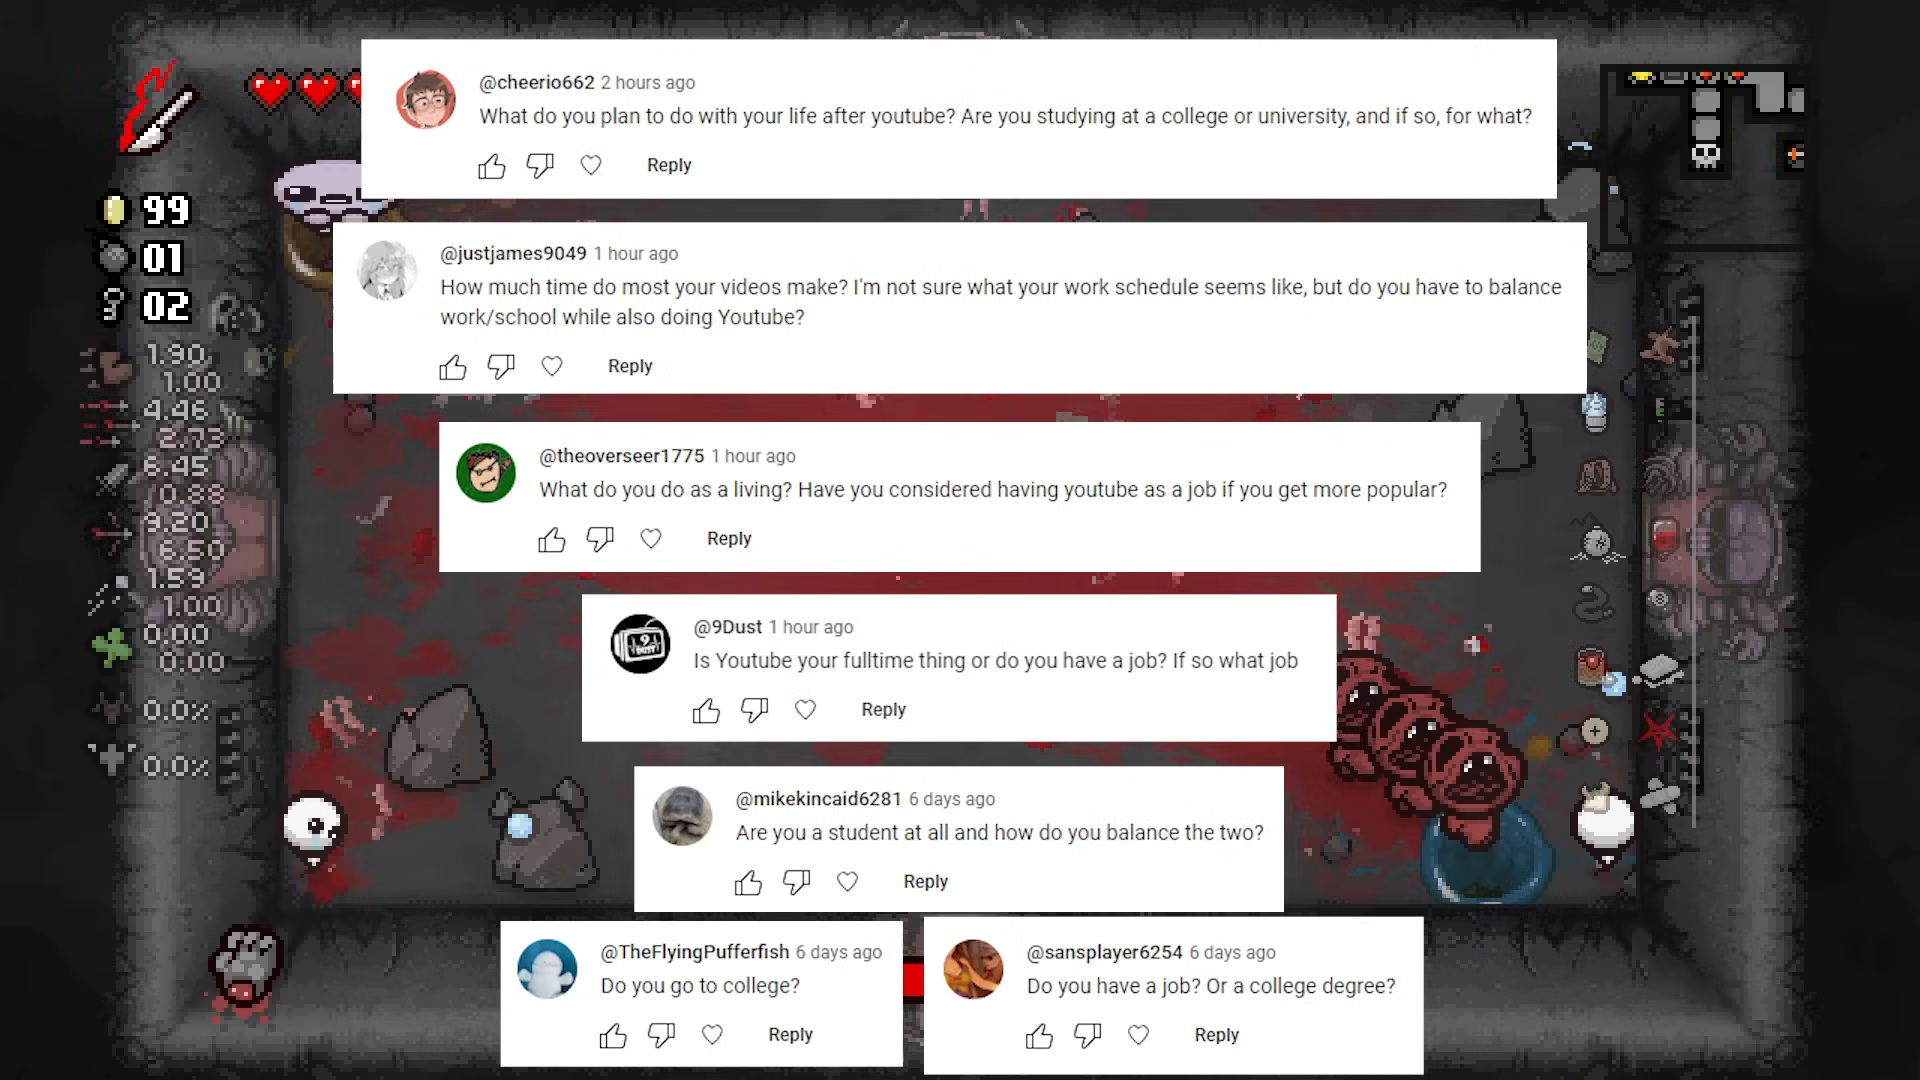 @cheerio662 2 hours ago
What do you plan to do with your life after youtube? Are you studying at a college or university, and if so, for what?
Reply
@justjames9049 1 hour ago
How much time do most your videos make? I'm not sure what your work schedule seems like, but do you have to balance
work/school while also doing Youtube?
Reply
@theoverseer1775 1 hour ago
What do you do as a living? Have you considered having youtube as a job if you get more popular?
Reply
@9Dust 1 hour ago
Is Youtube your fulltime thing or do you have a job? If so what job
Reply
@mikekincaid6281 6 days ago
Are you a student at all and how do you balance the two?
Reply
@TheFlyingPufferfish 6 days ago
Do you go to college?
Reply
@sansplayer6254 6 days ago
Do you have a job? Or a college degree?
Reply
99
01
02
1.90
1.00
4.46
2.73
6.45
0.88
9.20
6.50
1.59
1.00
0.00
0.00
0.0%
0.0%